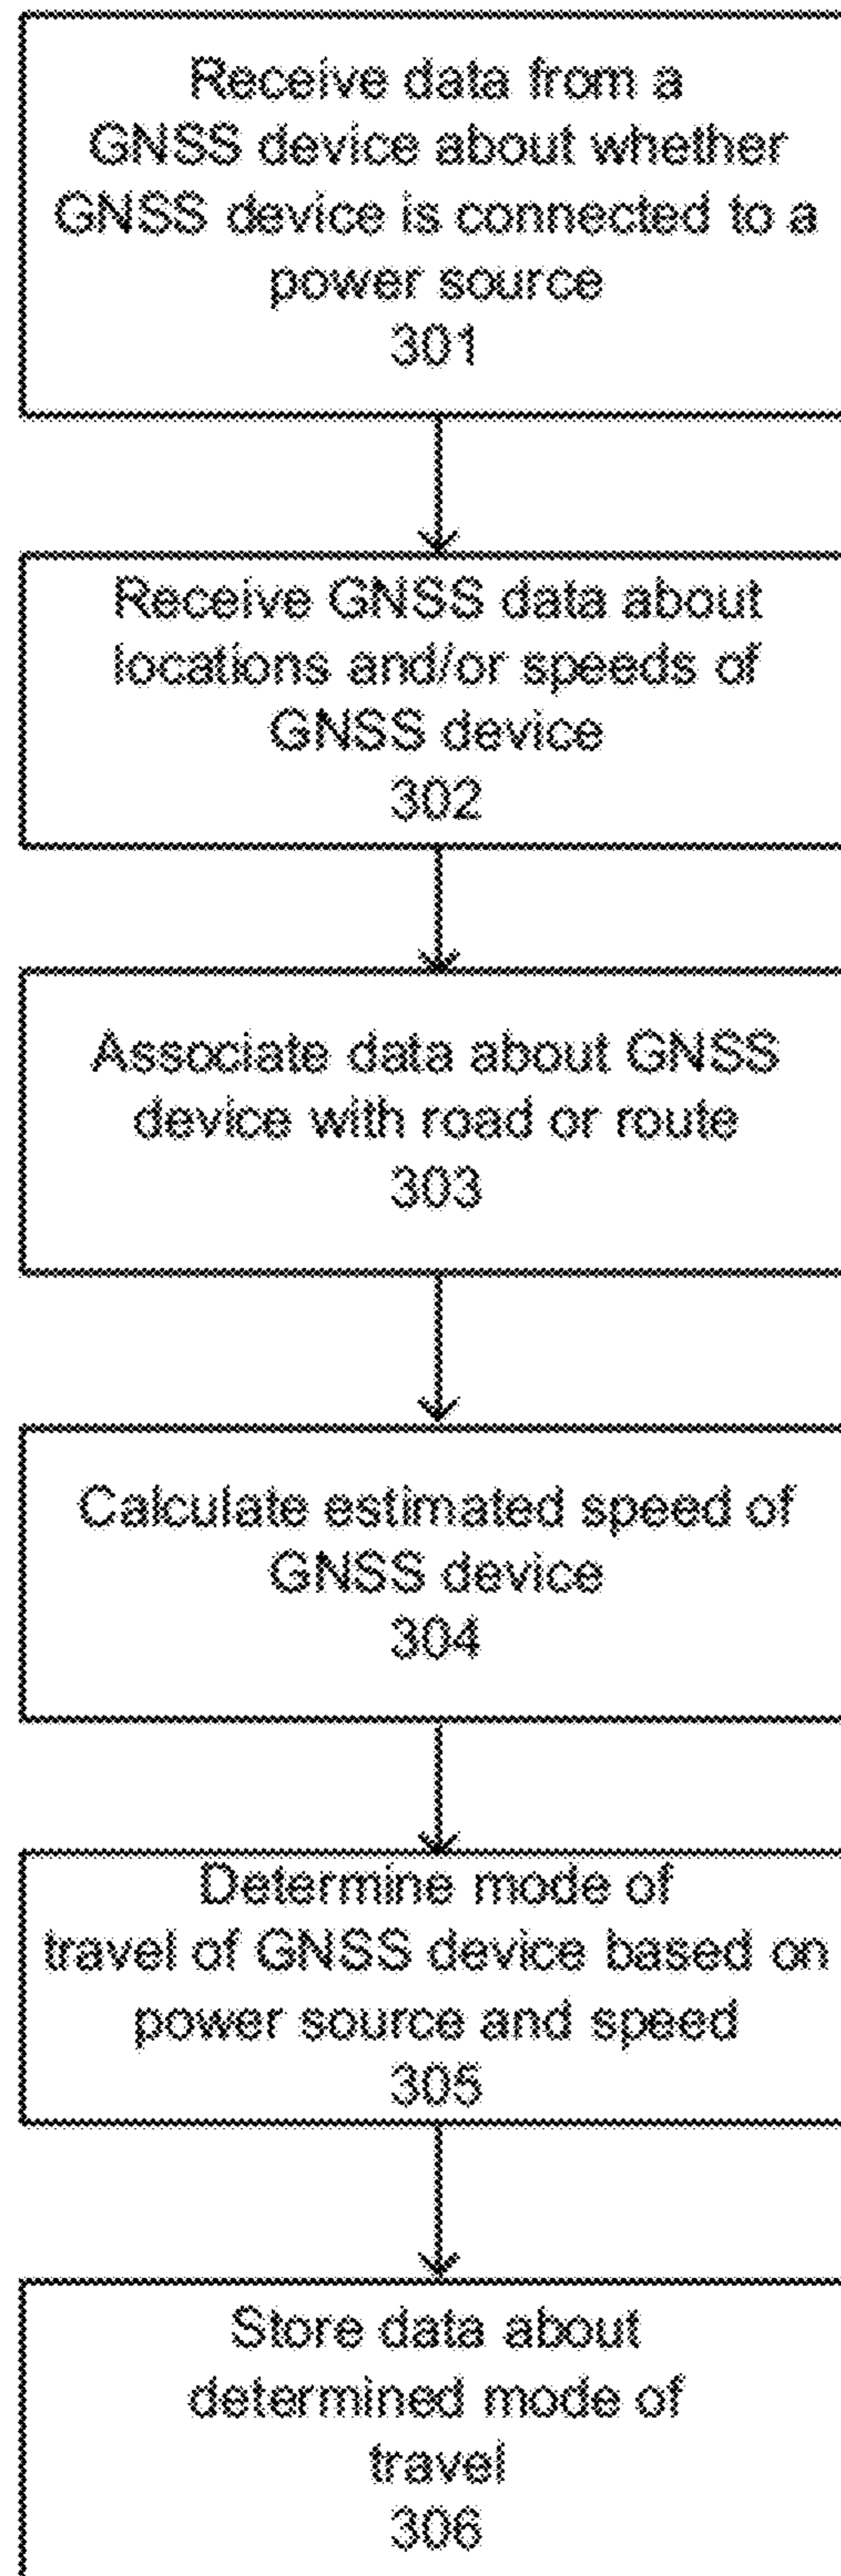 Receive data from a
GNSS device about whether
GNSS device is connected to a
power source
301
Receive GNSS data about
locations and/or speeds of
GNSS device
302
Associate data about GNSS
device with road or route
303
Calculate estimated speed of
GNSS device
304
Determine mode of
travel of GNSS device based on
power source and speed
305
Store data about
determined mode of
travel
306